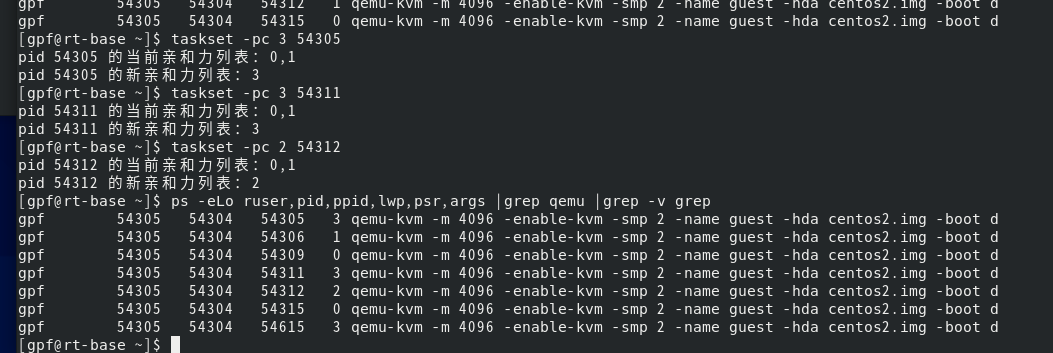 gpf 54305 54304 54312 1 qemu-kvm -m 4096 -enable-kvm -smp 2 -name guest -hda centos2.img -boot d
gpf 54305 54304 54315 0 qemu-kvm -m 4096 -enable-kvm -smp 2 -name guest -hda centos2.img -boot d
[gpf@rt-base ~]$ taskset -pc 3 54305
pid 54305 的当前亲和力列表：0,1
pid 54305 的新亲和力列表：3
[gpf@rt-base ~]$ taskset -pc 3 54311
pid 54311 的当前亲和力列表：0,1
pid 54311 的新亲和力列表：3
[gpf@rt-base ~]$ taskset -pc 2 54312
pid 54312 的当前亲和力列表：0,1
pid 54312 的新亲和力列表：2
[gpf@rt-base ~]$ ps -eLo ruser,pid,ppid,lwp,psr,args |grep qemu |grep -v grep
gpf 54305 54304 54305 3 qemu-kvm -m 4096 -enable-kvm -smp 2 -name guest -hda centos2.img -boot d
gpf 54305 54304 54306 1 qemu-kvm -m 4096 -enable-kvm -smp 2 -name guest -hda centos2.img -boot d
gpf 54305 54304 54309 0 qemu-kvm -m 4096 -enable-kvm -smp 2 -name guest -hda centos2.img -boot d
gpf 54305 54304 54311 3 qemu-kvm -m 4096 -enable-kvm -smp 2 -name guest -hda centos2.img -boot d
gpf 54305 54304 54312 2 qemu-kvm -m 4096 -enable-kvm -smp 2 -name guest -hda centos2.img -boot d
gpf 54305 54304 54315 0 qemu-kvm -m 4096 -enable-kvm -smp 2 -name guest -hda centos2.img -boot d
gpf 54305 54304 54615 3 qemu-kvm -m 4096 -enable-kvm -smp 2 -name guest -hda centos2.img -boot d
[gpf@rt-base ~]$